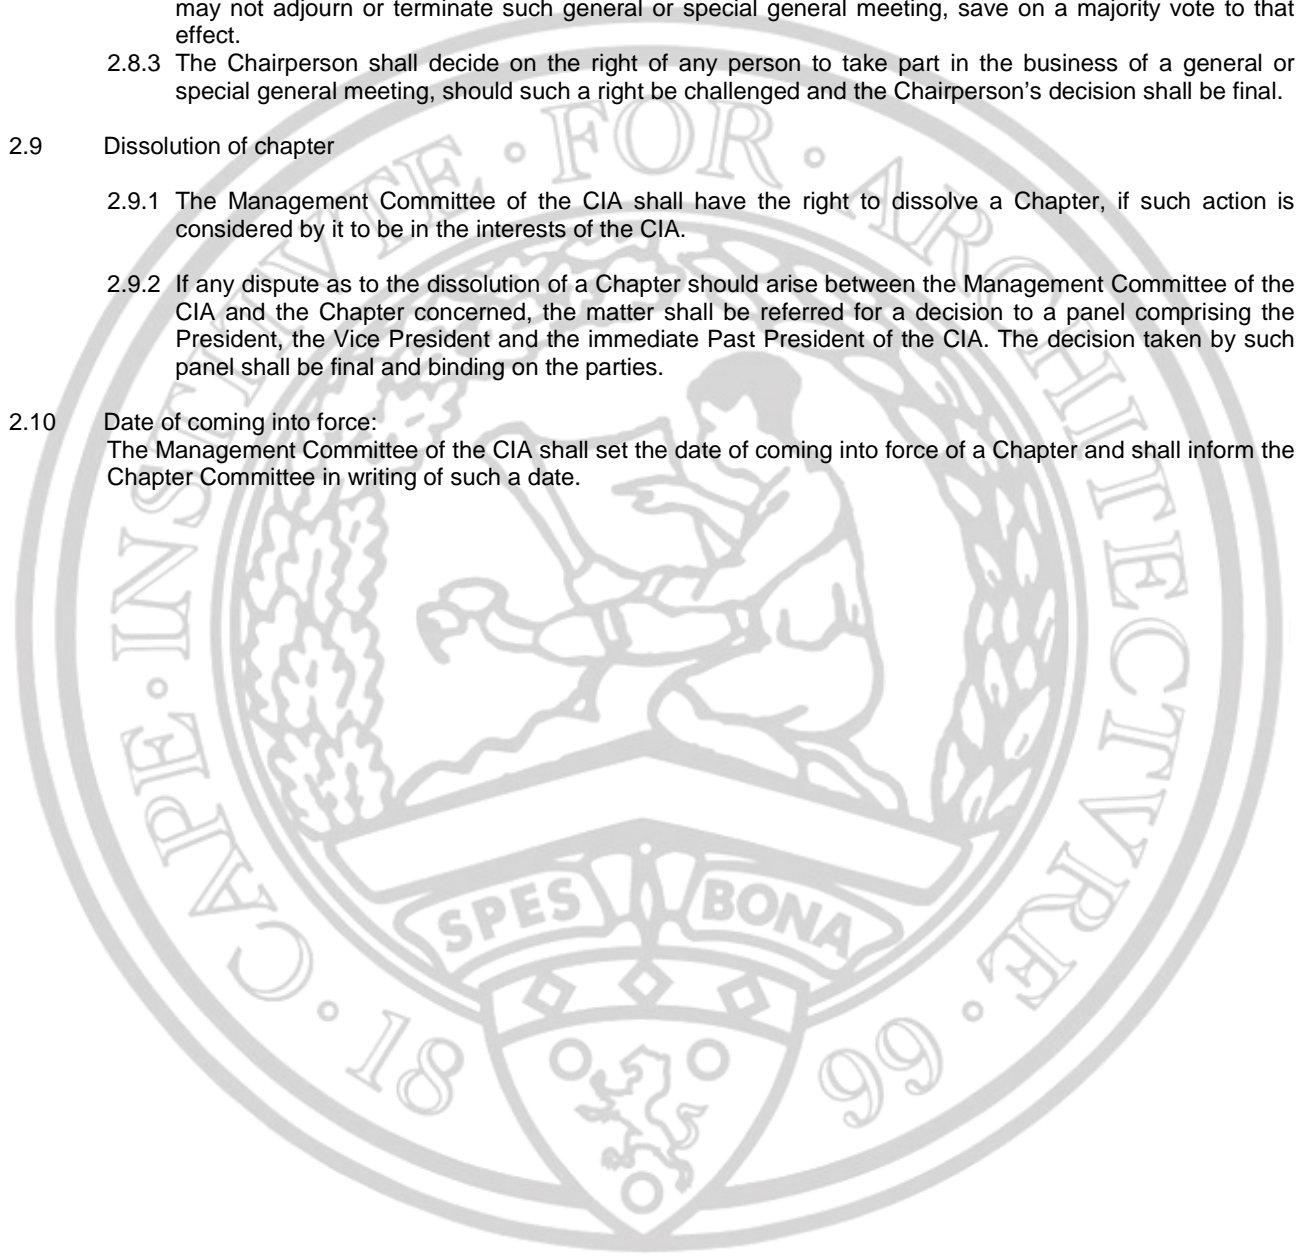 may not adjourn or terminate such general or special general meeting, save on a majority vote to that
effect.
2.8.3 The Chairperson shall decide on the right of any person to take part in the business of a general or
special general meeting, should such a right be challenged and the Chairperson's decision shall be final.
2.9 Dissolution of chapter
2.9.1 The Management Committee of the CIA shall have the right to dissolve a Chapter, if such action is
considered by it to be in the interests of the CIA.
2.9.2 If any dispute as to the dissolution of a Chapter should arise between the Management Committee of the
CIA and the Chapter concerned, the matter shall be referred for a decision to a panel comprising the
President, the Vice President and the immediate Past President of the CIA. The decision taken by such
panel shall be final and binding on the parties.
2.10 Date of coming into force:
The Management Committee of the CIA shall set the date of coming into force of a Chapter and shall inform the
Chapter Committee in writing of such a date.
CAPE · INSTITVTE · FOR · ARCHITECTVRE ·
SPES BONA
· 18 99 ·